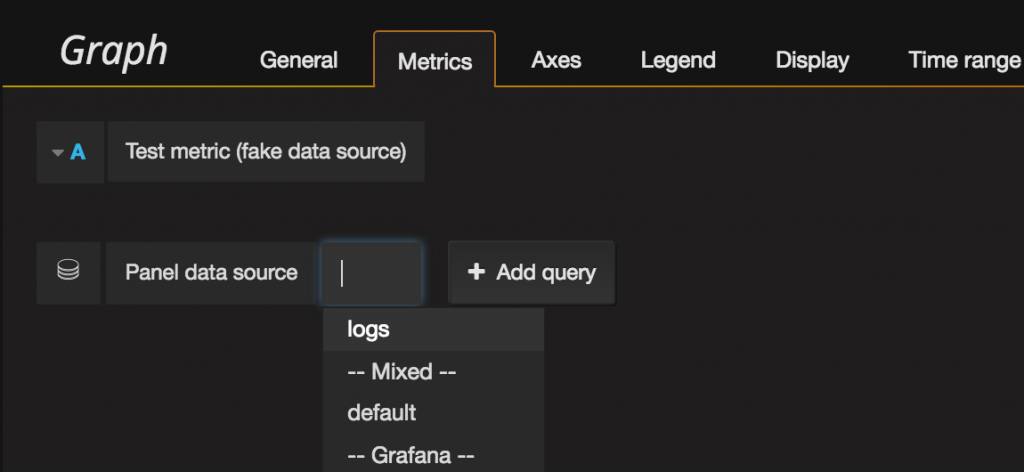 Graph General Metrics Axes Legend Display Time range
A Test metric (fake data source)
Panel data source + Add query
logs
-- Mixed --
default
-- Grafana --